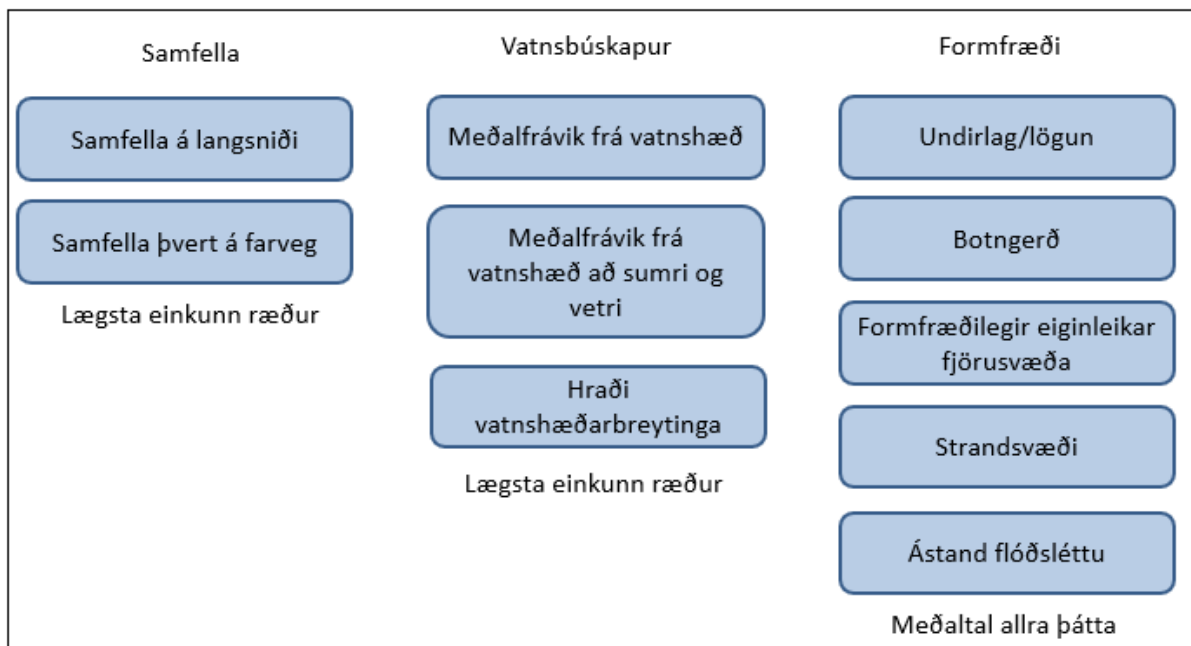 Samfella
Samfella á langsniði
Samfella þvert á farveg
Lægsta einkunn ræður
Vatnsbúskapur
Meðalfrávik frá vatnshæð
Meðalfrávik frá
vatnshæð að sumri og
vetri
Hraði
vatnshæðarbreytinga
Lægsta einkunn ræður
Formfræði
Undirlag/lögun
Botngerð
Formfræðilegir eiginleikar
fjörusvæða
Strandsvæði
Ástand flóðsléttu
Meðaltal allra þátta